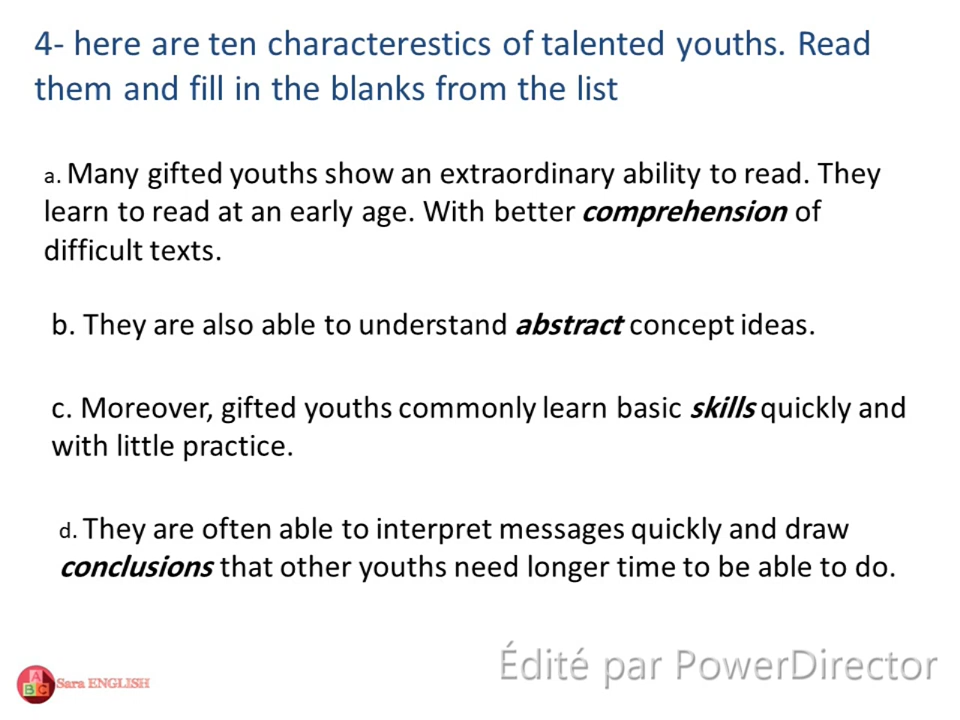 4- here are ten characterestics of talented youths. Read
them and fill in the blanks from the list
a. Many gifted youths show an extraordinary ability to read. They
learn to read at an early age. With better comprehension of
difficult texts.
b. They are also able to understand abstract concept ideas.
c. Moreover, gifted youths commonly learn basic skills quickly and
with little practice.
d. They are often able to interpret messages quickly and draw
conclusions that other youths need longer time to be able to do.
Édité par PowerDirector
A
B C
Sara ENGLISH